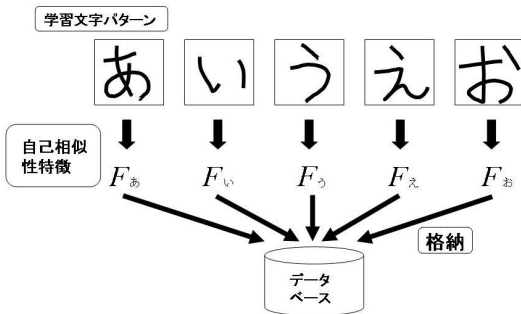 学習文字パターン
あ い う え お
自己相似
性特徴
Fあ Fい Fう Fえ Fお
格納
データ
ベース